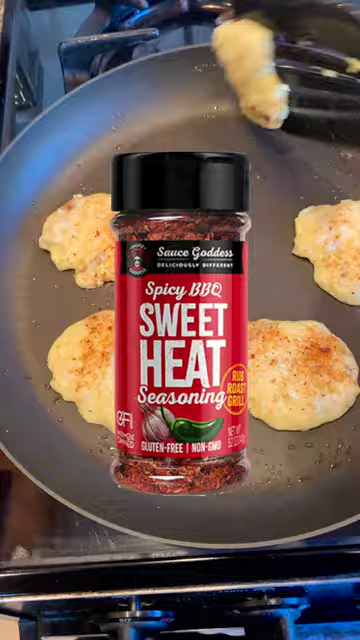 Sauce Goddess
DELICIOUSLY DIFFERENT
Spicy BBQ
SWEET
HEAT
Seasoning
RUB
ROAST
GRILL
GLUTEN-FREE | NON-GMO
NET WT